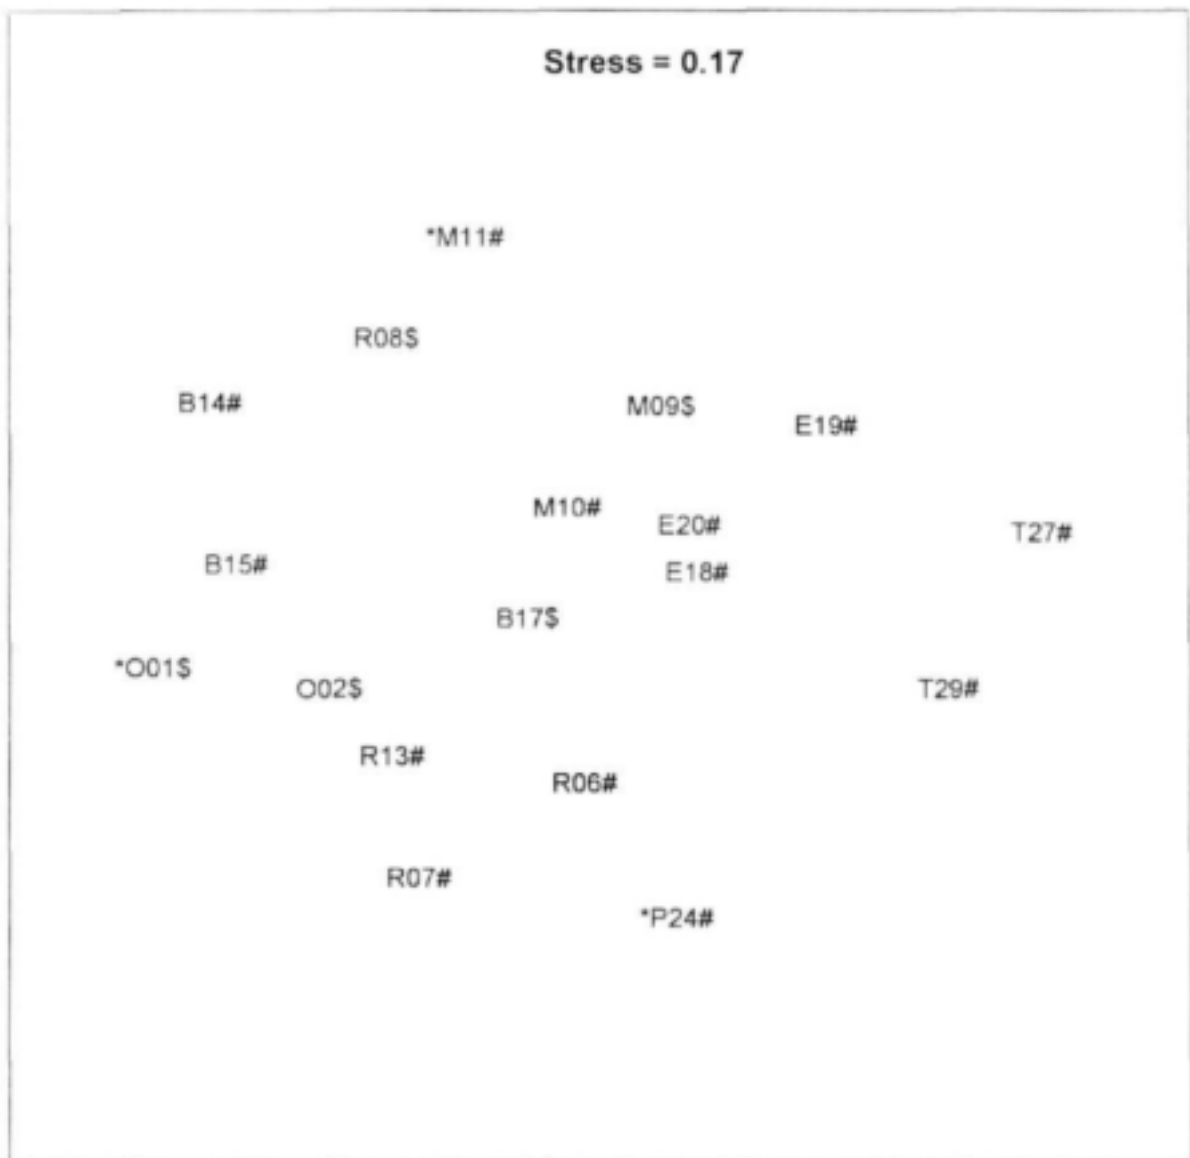 Stress = 0.17
*M11#
R08$
B14#
M09$
E19#
M10#
E20#
T27#
B15#
E18#
B17$
*O01$
O02$
T29#
R13#
R06#
R07#
*P24#